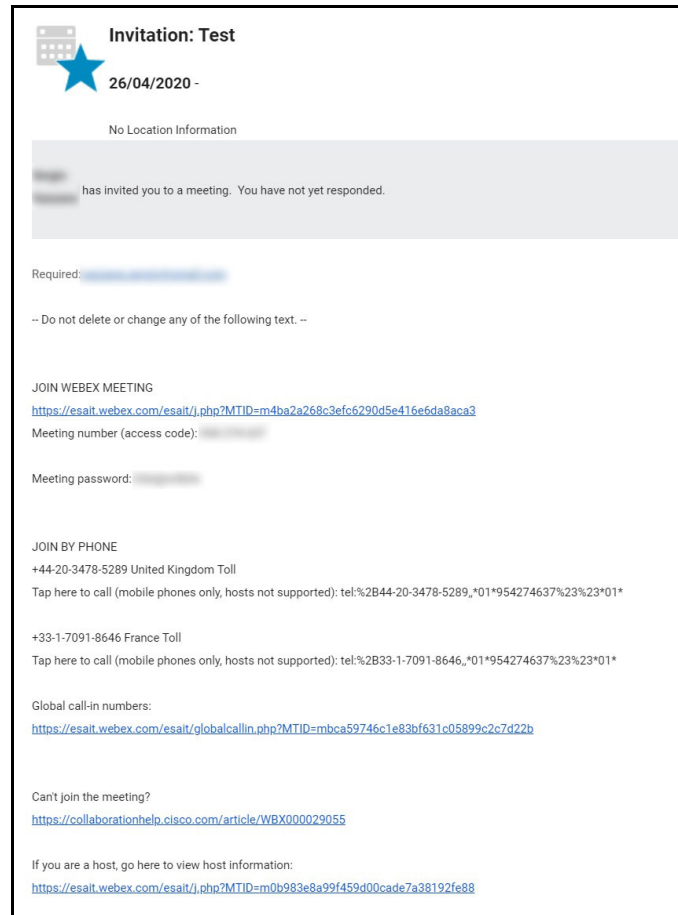 Invitation: Test
26/04/2020 -
No Location Information
has invited you to a meeting.  You have not yet responded.
Required:
-- Do not delete or change any of the following text. --
JOIN WEBEX MEETING
https://esait.webex.com/esait/j.php?MTID=m4ba2a268c3efc6290d5e416e6da8aca3
Meeting number (access code):
Meeting password:
JOIN BY PHONE
+44-20-3478-5289 United Kingdom Toll
Tap here to call (mobile phones only, hosts not supported): tel:%2B44-20-3478-5289,,*01*954274637%23%23*01*
+33-1-7091-8646 France Toll
Tap here to call (mobile phones only, hosts not supported): tel:%2B33-1-7091-8646,,*01*954274637%23%23*01*
Global call-in numbers:
https://esait.webex.com/esait/globalcallin.php?MTID=mbca59746c1e83bf631c05899c2c7d22b
Can't join the meeting?
https://collaborationhelp.cisco.com/article/WBX000029055
If you are a host, go here to view host information:
https://esait.webex.com/esait/j.php?MTID=m0b983e8a99f459d00cade7a38192fe88